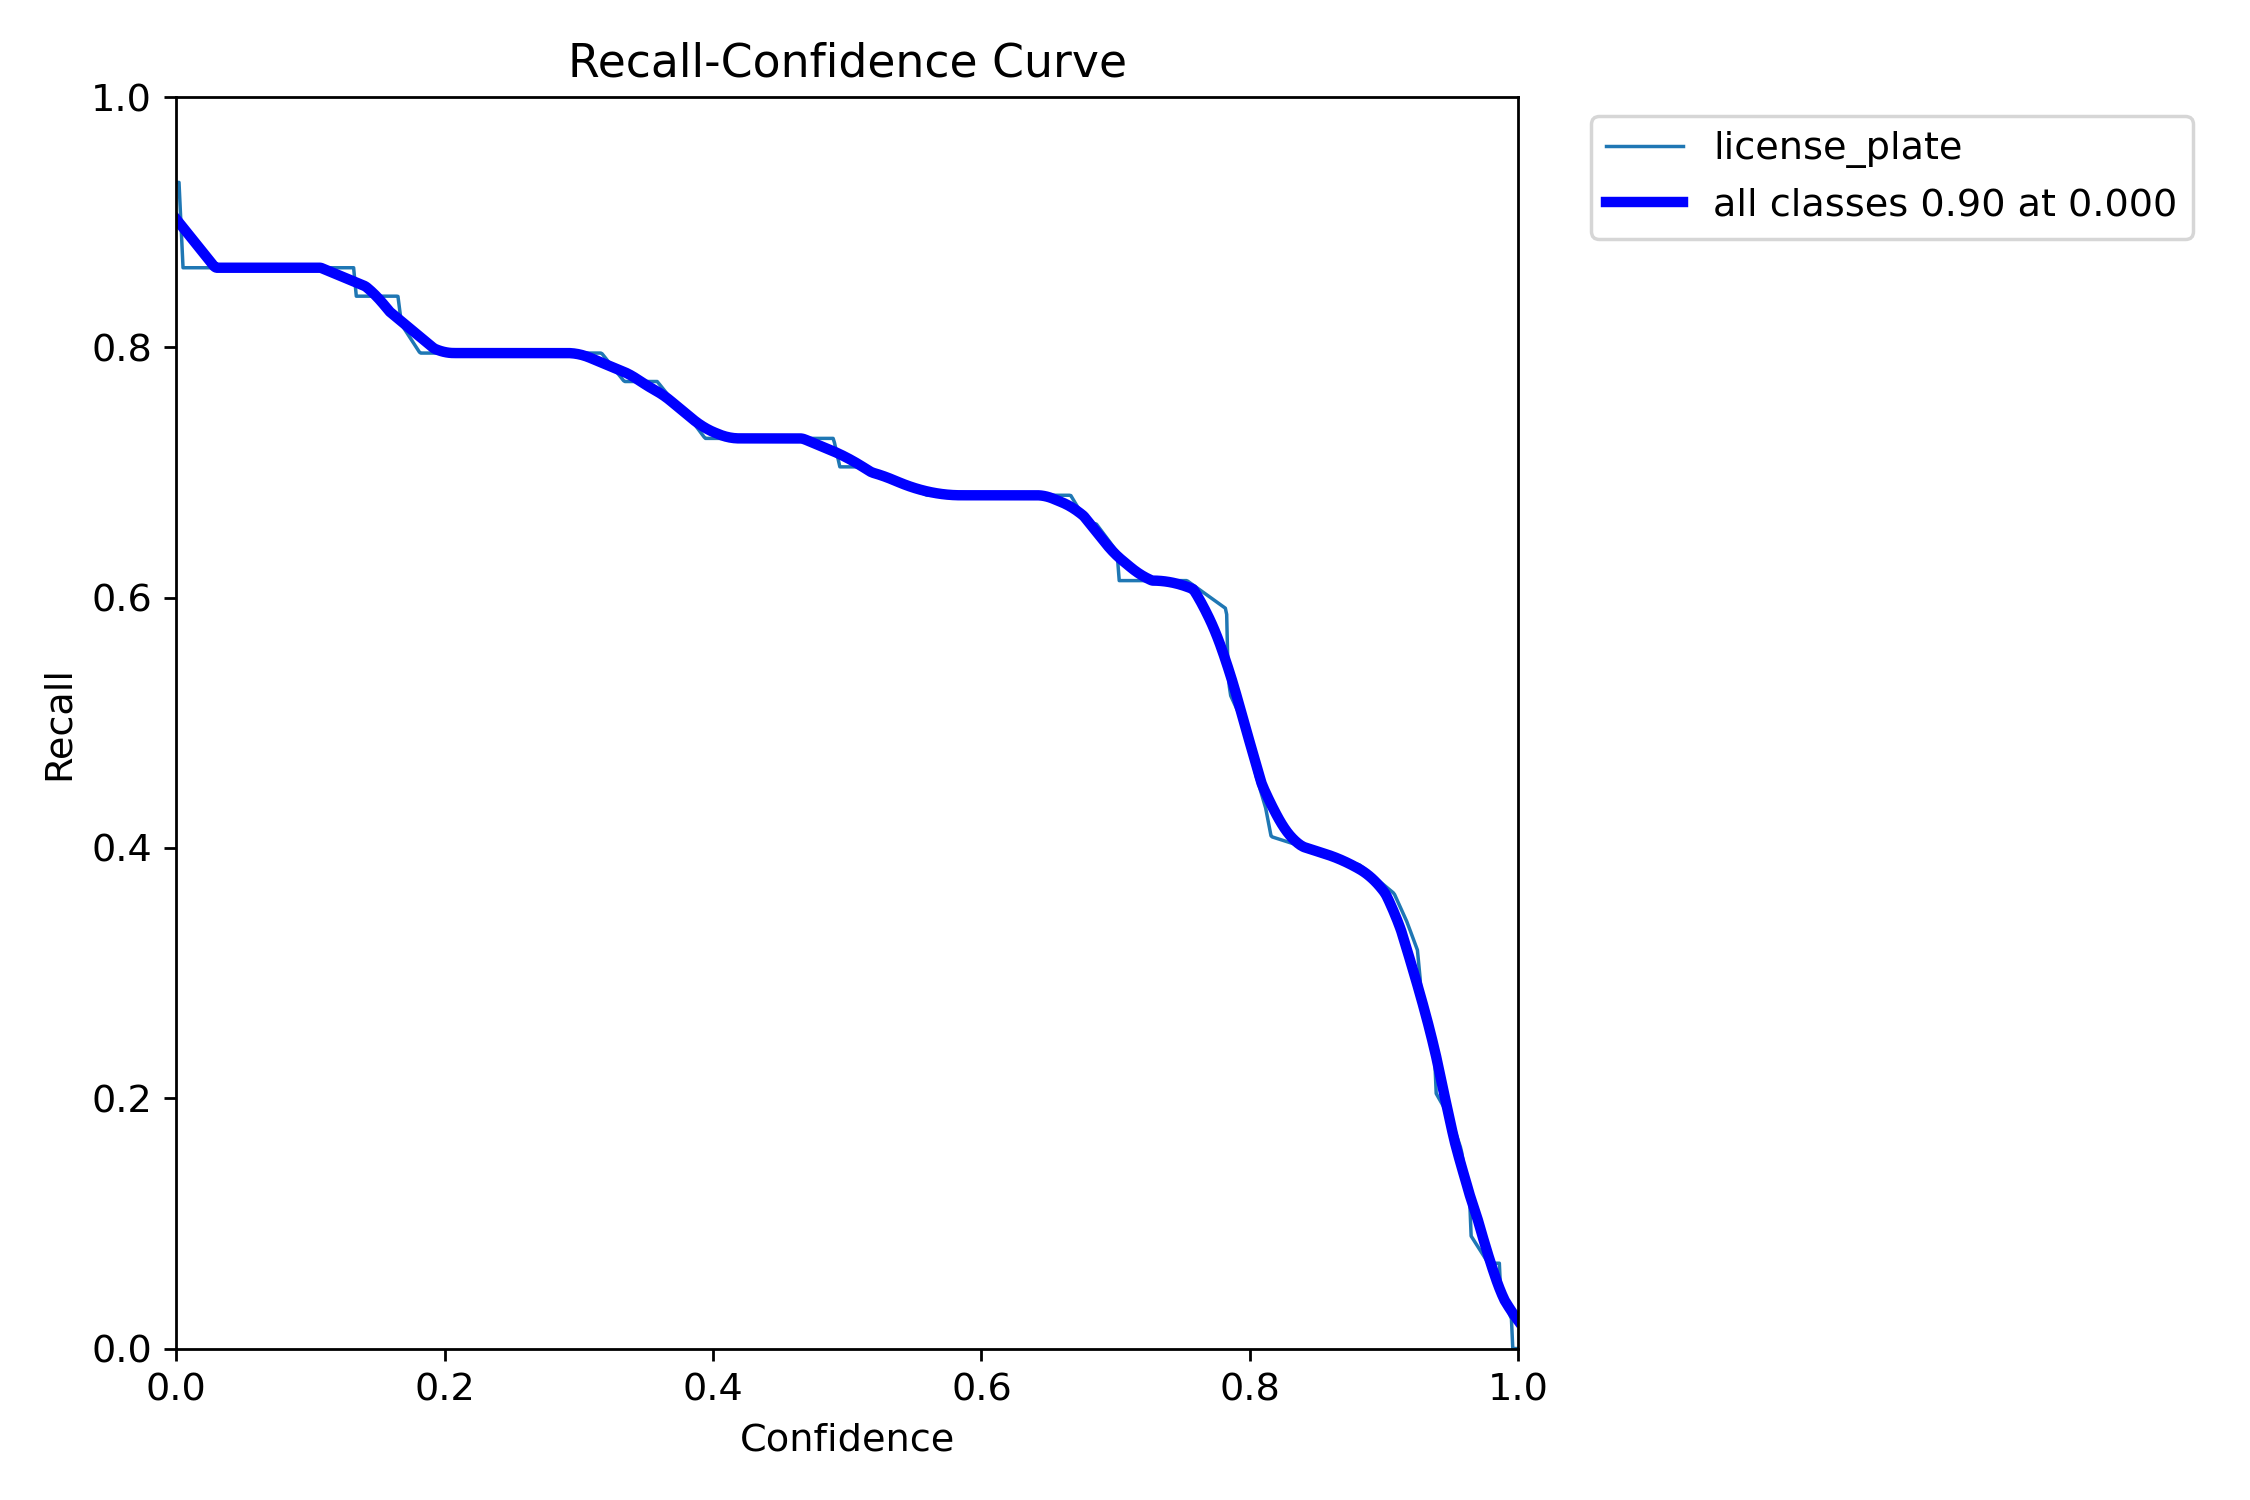 Recall-Confidence Curve
1.0
0.8
0.6
0.4
0.2
0.0
Recall
0.0 0.2 0.4 0.6 0.8 1.0
Confidence
license_plate
all classes 0.90 at 0.000